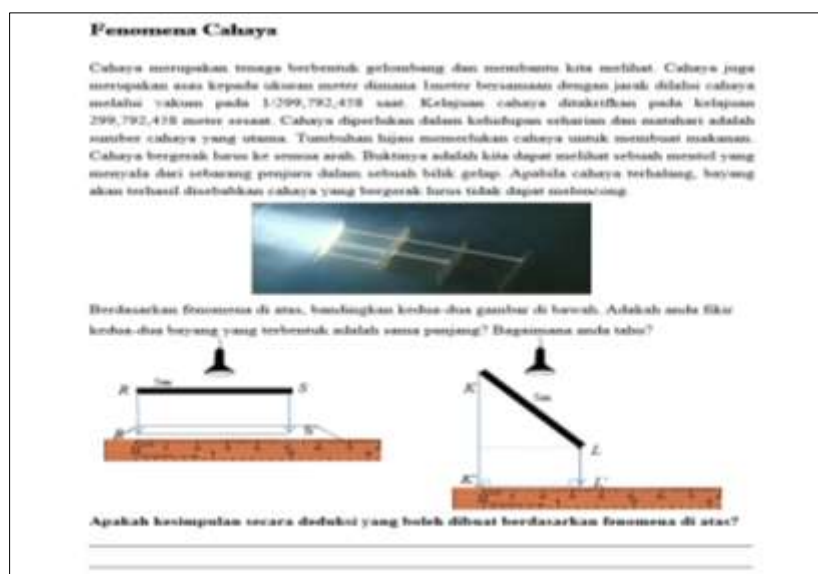 Fenomena Cahaya
Cahaya merupakan tenaga berbentuk gelombang dan membantu kita melihat. Cahaya juga
merupakan asas kepada ukuran meter dimana 1meter bersamaan dengan jarak dilalui cahaya
melalui vakum pada 1/299,792,458 saat. Kelajuan cahaya ditakrifkan pada kelajuan
299,792,458 meter sesaat. Cahaya diperlukan dalam kehidupan seharian dan matahari adalah
sumber cahaya yang utama. Tumbuhan hijau memerlukan cahaya untuk membuat makanan.
Cahaya bergerak lurus ke semua arah. Buktinya adalah kita dapat melihat sebuah mentol yang
menyala dari sebarang penjuru dalam sebuah bilik gelap. Apabila cahaya terhalang, bayang
akan terhasil disebabkan cahaya yang bergerak lurus tidak dapat melencong.
Berdasarkan fenomena di atas, bandingkan kedua-dua gambar di bawah. Adakah anda fikir
kedua-dua bayang yang terbentuk adalah sama panjang? Bagaimana anda tahu?
R 5m S
K 5m
L
K' L'
Apakah kesimpulan secara deduksi yang boleh dibuat berdasarkan fenomena di atas?